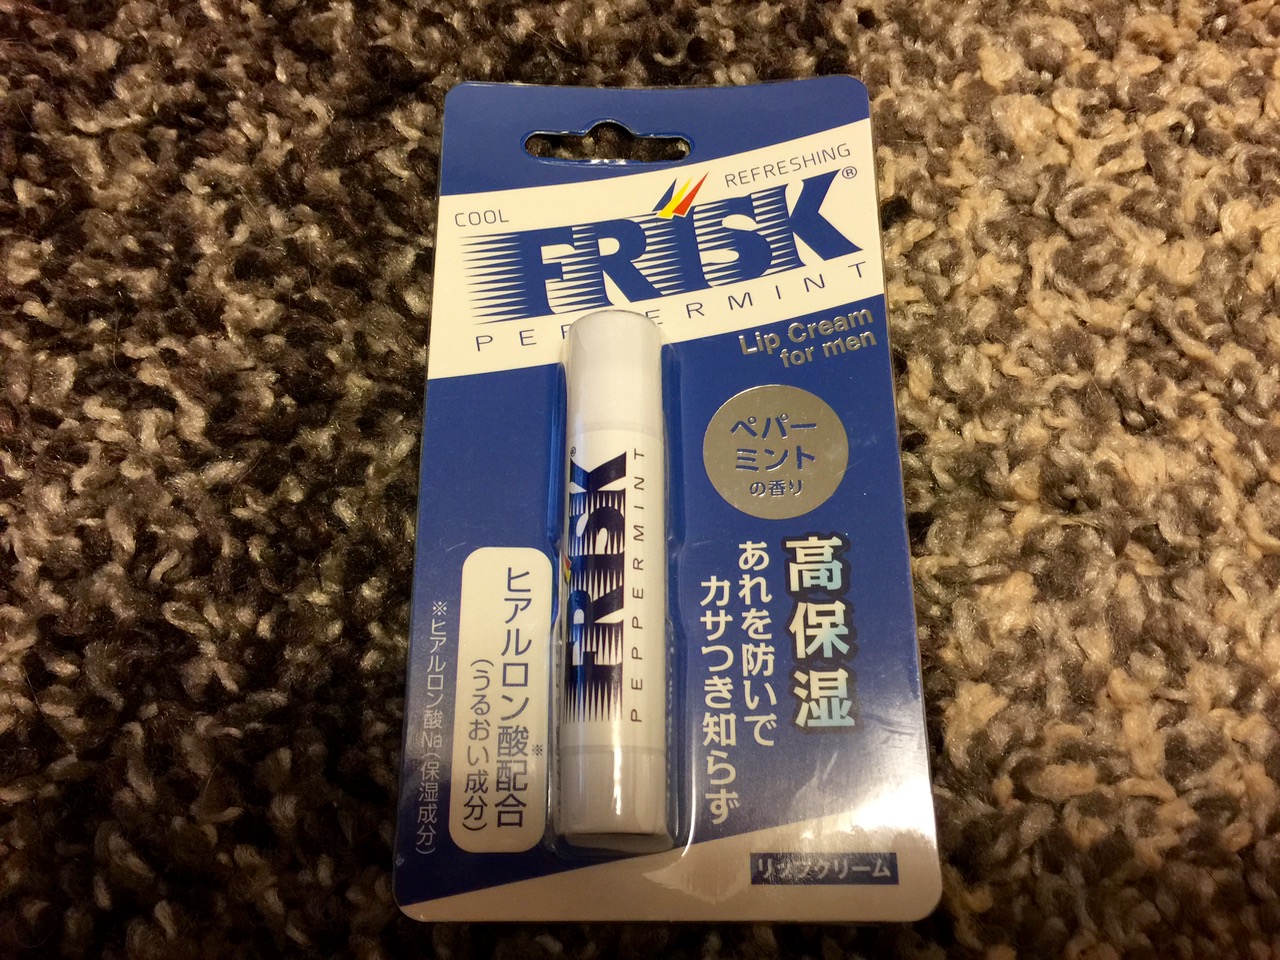 COOL REFRESHING
FRISK®
PEPPERMINT
Lip Cream
for men
ペパー
ミント
の香り
高保湿
あれを防いで
カサつき知らず
FRISK®
PEPPERMINT
ヒアルロン酸※配合
(うるおい成分)
※ヒアルロン酸Na(保湿成分)
リップクリーム